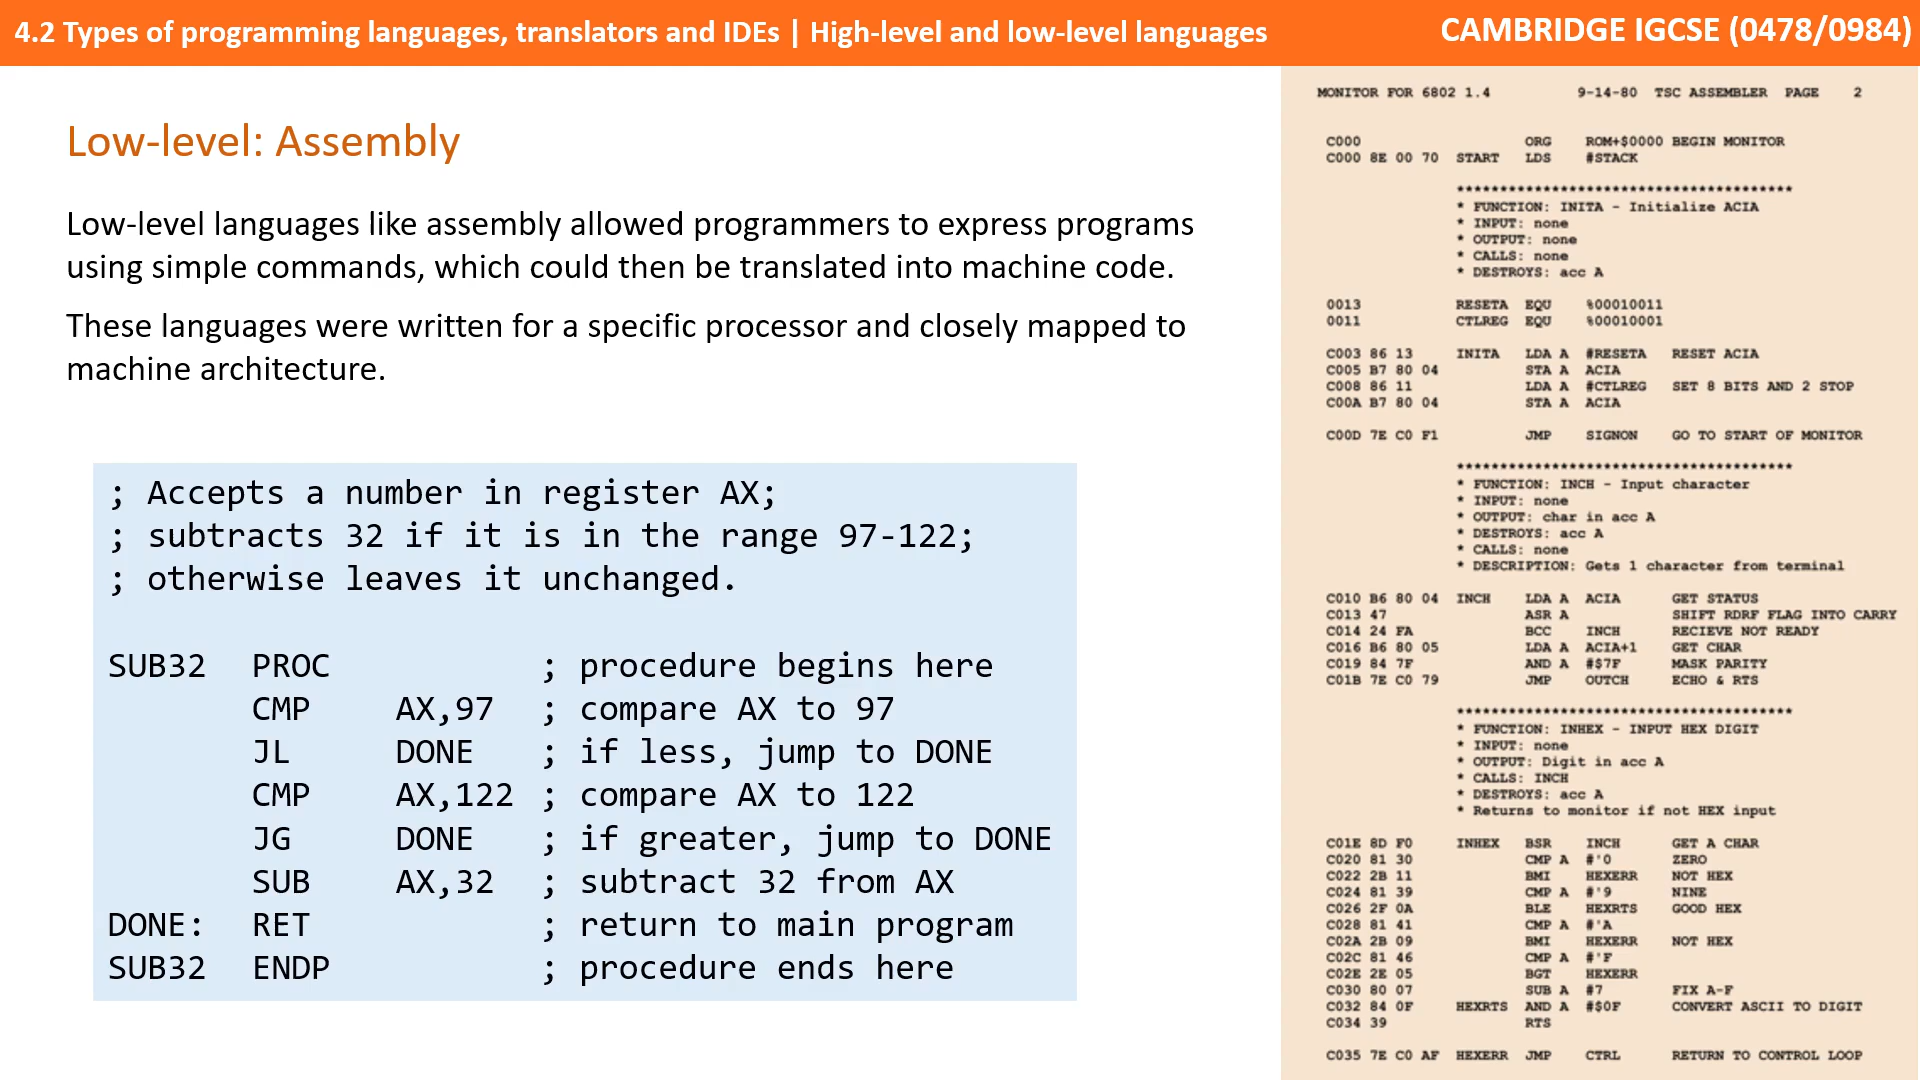 4.2 Types of programming languages, translators and IDEs | High-level and low-level languages
CAMBRIDGE IGCSE (0478/0984)
Low-level: Assembly
Low-level languages like assembly allowed programmers to express programs
using simple commands, which could then be translated into machine code.
These languages were written for a specific processor and closely mapped to
machine architecture.
; Accepts a number in register AX;
; subtracts 32 if it is in the range 97-122;
; otherwise leaves it unchanged.
SUB32 PROC ; procedure begins here
CMP AX,97 ; compare AX to 97
JL DONE ; if less, jump to DONE
CMP AX,122 ; compare AX to 122
JG DONE ; if greater, jump to DONE
SUB AX,32 ; subtract 32 from AX
DONE: RET ; return to main program
SUB32 ENDP ; procedure ends here
MONITOR FOR 6802 1.4 9-14-80 TSC ASSEMBLER PAGE 2
C000 ORG ROM+$0000 BEGIN MONITOR
C000 8E 00 70 START LDS #STACK
***************************************
* FUNCTION: INITA - Initialize ACIA
* INPUT: none
* OUTPUT: none
* CALLS: none
* DESTROYS: acc A
0013 RESETA EQU %00010011
0011 CTLREG EQU %00010001
C003 86 13 INITA LDA A #RESETA RESET ACIA
C005 B7 80 04 STA A ACIA
C008 86 11 LDA A #CTLREG SET 8 BITS AND 2 STOP
C00A B7 80 04 STA A ACIA
C00D 7E C0 F1 JMP SIGNON GO TO START OF MONITOR
***************************************
* FUNCTION: INCH - Input character
* INPUT: none
* OUTPUT: char in acc A
* DESTROYS: acc A
* CALLS: none
* DESCRIPTION: Gets 1 character from terminal
C010 B6 80 04 INCH LDA A ACIA GET STATUS
C013 47 ASR A SHIFT RDRF FLAG INTO CARRY
C014 24 FA BCC INCH RECIEVE NOT READY
C016 B6 80 05 LDA A ACIA+1 GET CHAR
C019 84 7F AND A #$7F MASK PARITY
C01B 7E C0 79 JMP OUTCH ECHO & RTS
***************************************
* FUNCTION: INHEX - INPUT HEX DIGIT
* INPUT: none
* OUTPUT: Digit in acc A
* CALLS: INCH
* DESTROYS: acc A
* Returns to monitor if not HEX input
C01E 8D F0 INHEX BSR INCH GET A CHAR
C020 81 30 CMP A #'0 ZERO
C022 2B 11 BMI HEXERR NOT HEX
C024 81 39 CMP A #'9 NINE
C026 2F 0A BLE HEXRTS GOOD HEX
C028 81 41 CMP A #'A
C02A 2B 09 BMI HEXERR NOT HEX
C02C 81 46 CMP A #'F
C02E 2E 05 BGT HEXERR
C030 80 07 SUB A #7 FIX A-F
C032 84 0F HEXRTS AND A #$0F CONVERT ASCII TO DIGIT
C034 39 RTS
C035 7E C0 AF HEXERR JMP CTRL RETURN TO CONTROL LOOP